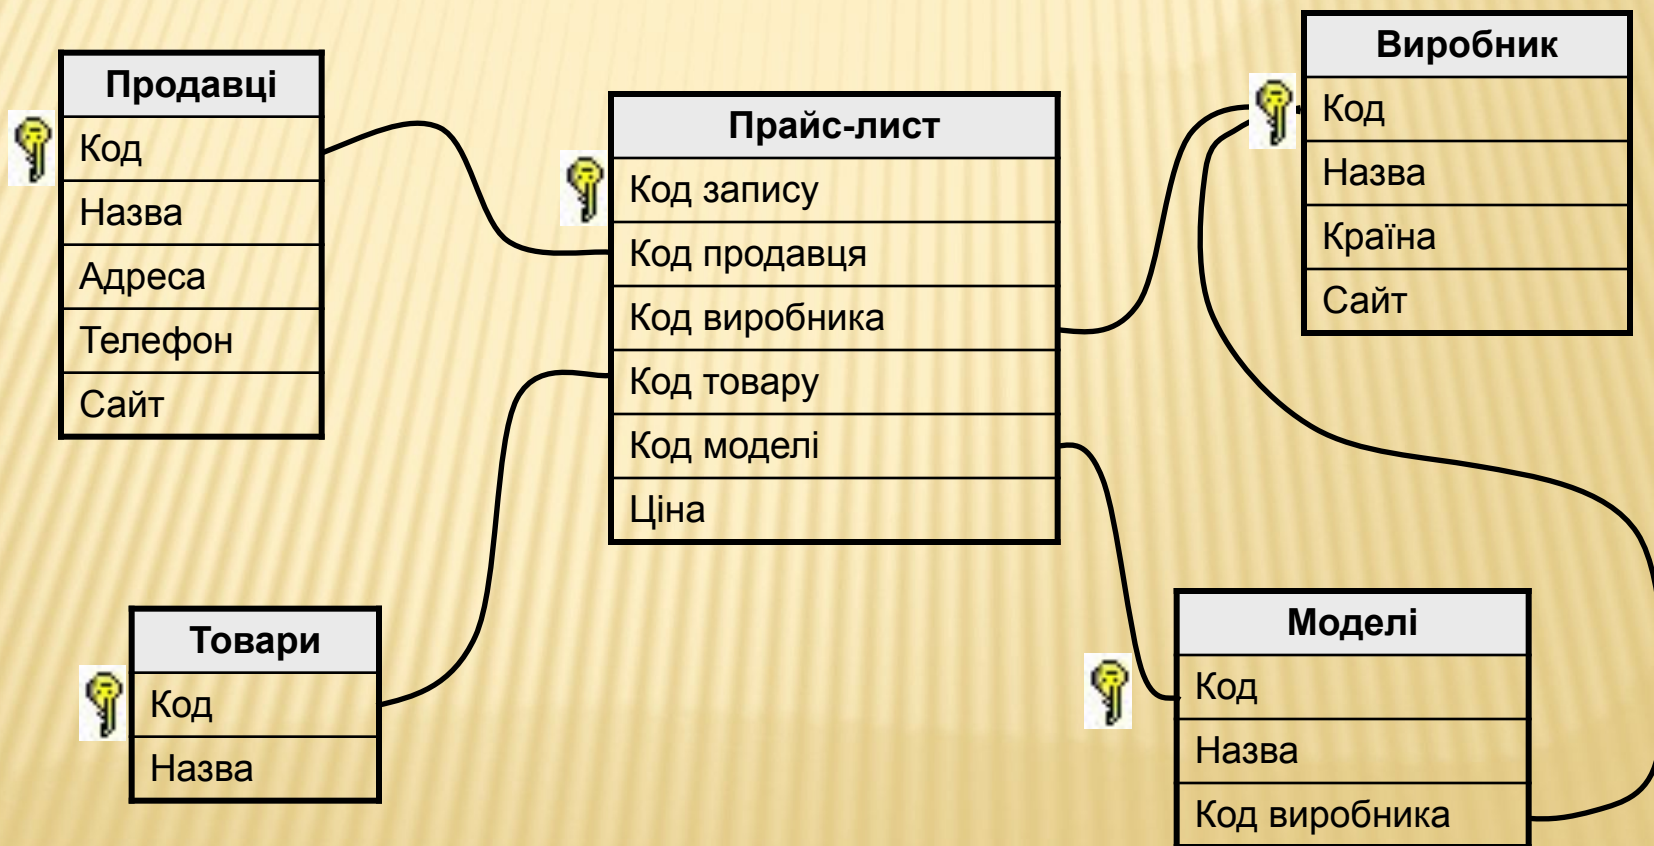 Продавці
Код
Назва
Адреса
Телефон
Сайт
Прайс-лист
Код запису
Код продавця
Код виробника
Код товару
Код моделі
Ціна
Виробник
Код
Назва
Країна
Сайт
Товари
Код
Назва
Моделі
Код
Назва
Код виробника